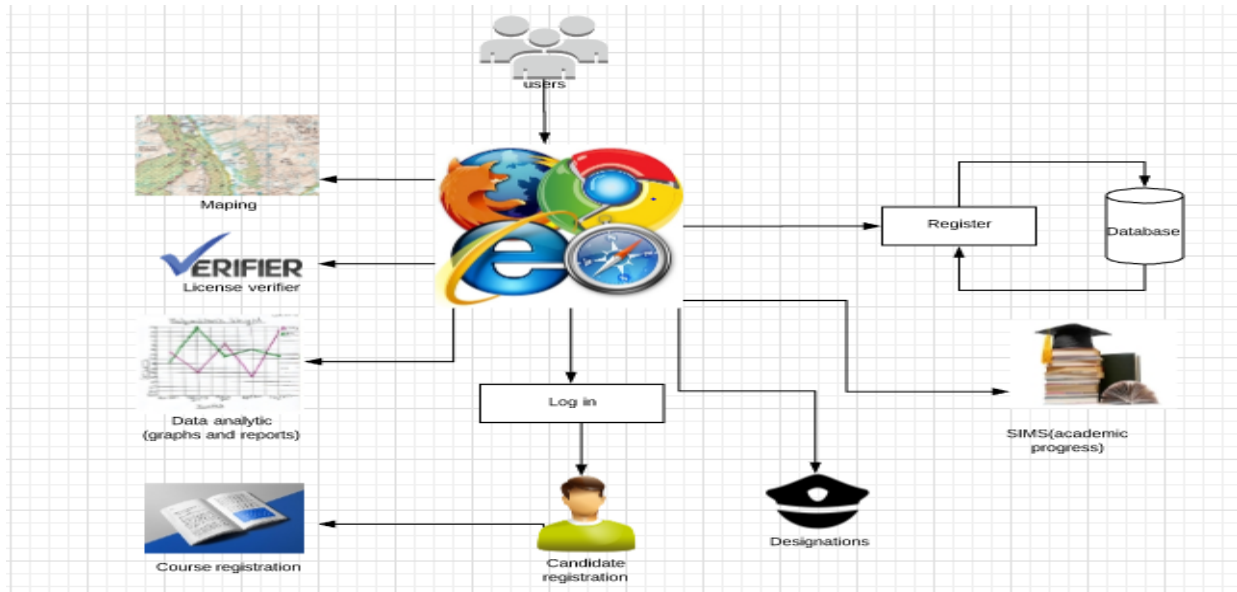 users
Maping
VERIFIER
License verifier
Register
Database
Data analytic
(graphs and reports)
Log in
SIMS(academic
progress)
Designations
Course registration
Candidate
registration